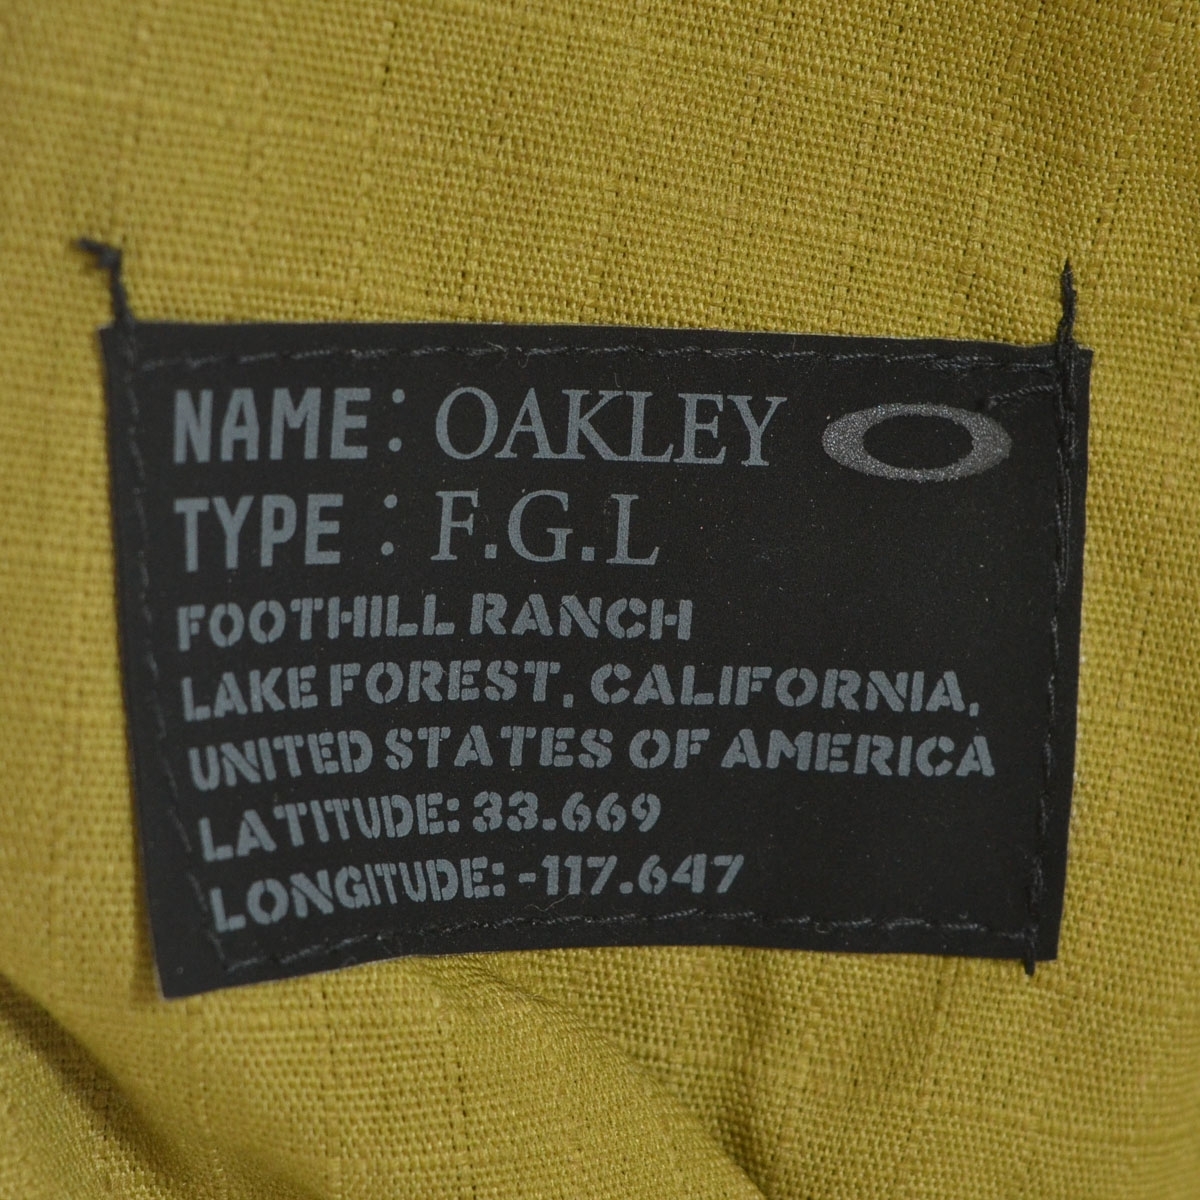 NAME: OAKLEY
TYPE : F.G.L
FOOTHILL RANCH
LAKE FOREST, CALIFORNIA,
UNITED STATES OF AMERICA
LATITUDE: 33.669
LONGITUDE: -117.647